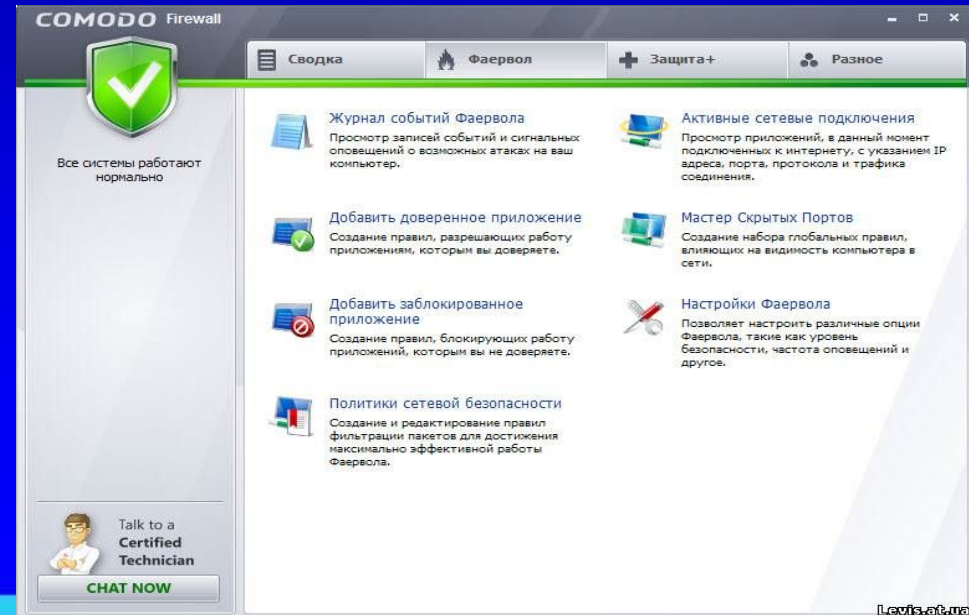 COMODO Firewall
Сводка
Фаервол
Защита+
Разное
Все системы работают
нормально
Журнал событий Фаервола
Просмотр записей событий и сигнальных
оповещений о возможных атаках на ваш
компьютер.
Добавить доверенное приложение
Создание правил, разрешающих работу
приложениям, которым вы доверяете.
Добавить заблокированное
приложение
Создание правил, блокирующих работу
приложений, которым вы не доверяете.
Политики сетевой безопасности
Создание и редактирование правил
фильтрации пакетов для достижения
максимально эффективной работы
Фаервола.
Активные сетевые подключения
Просмотр приложений, в данный момент
подключенных к интернету, с указанием IP
адреса, порта, протокола и трафика
соединения.
Мастер Скрытых Портов
Создание набора глобальных правил,
влияющих на видимость компьютера в
сети.
Настройки Фаервола
Позволяет настроить различные опции
Фаервола, такие как уровень
безопасности, частота оповещений и
другое.
Talk to a
Certified
Technician
CHAT NOW
Levis.at.ua